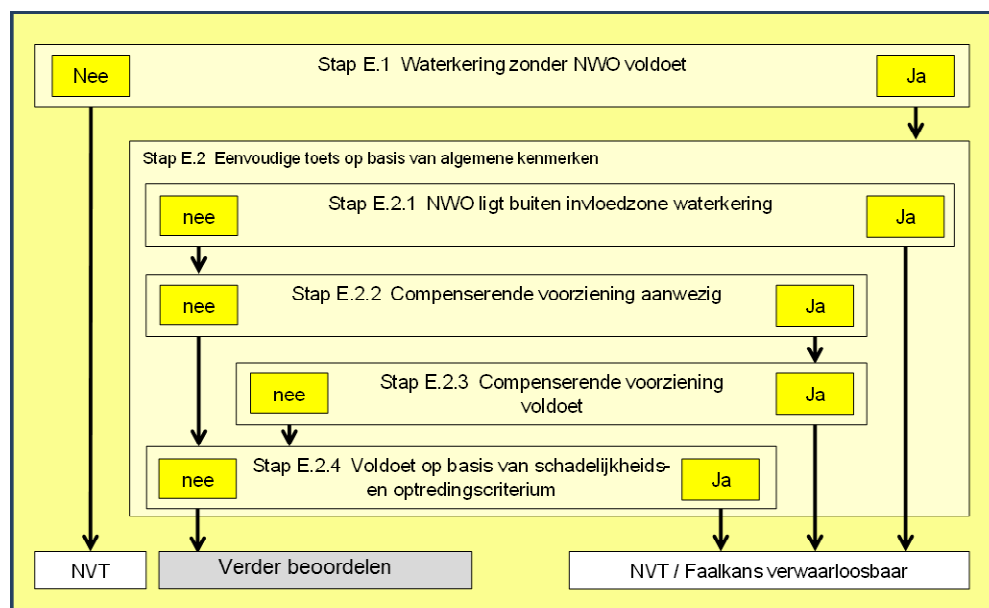 Stap E.1 Waterkering zonder NWO voldoet
Nee
Ja
Stap E.2 Eenvoudige toets op basis van algemene kenmerken
Stap E.2.1 NWO ligt buiten invloedzone waterkering
nee
Ja
Stap E.2.2 Compenserende voorziening aanwezig
nee
Ja
Stap E.2.3 Compenserende voorziening
voldoet
nee
Ja
Stap E.2.4 Voldoet op basis van schadelijkheids-
en optredingscriterium
nee
Ja
NVT
Verder beoordelen
NVT / Faalkans verwaarloosbaar